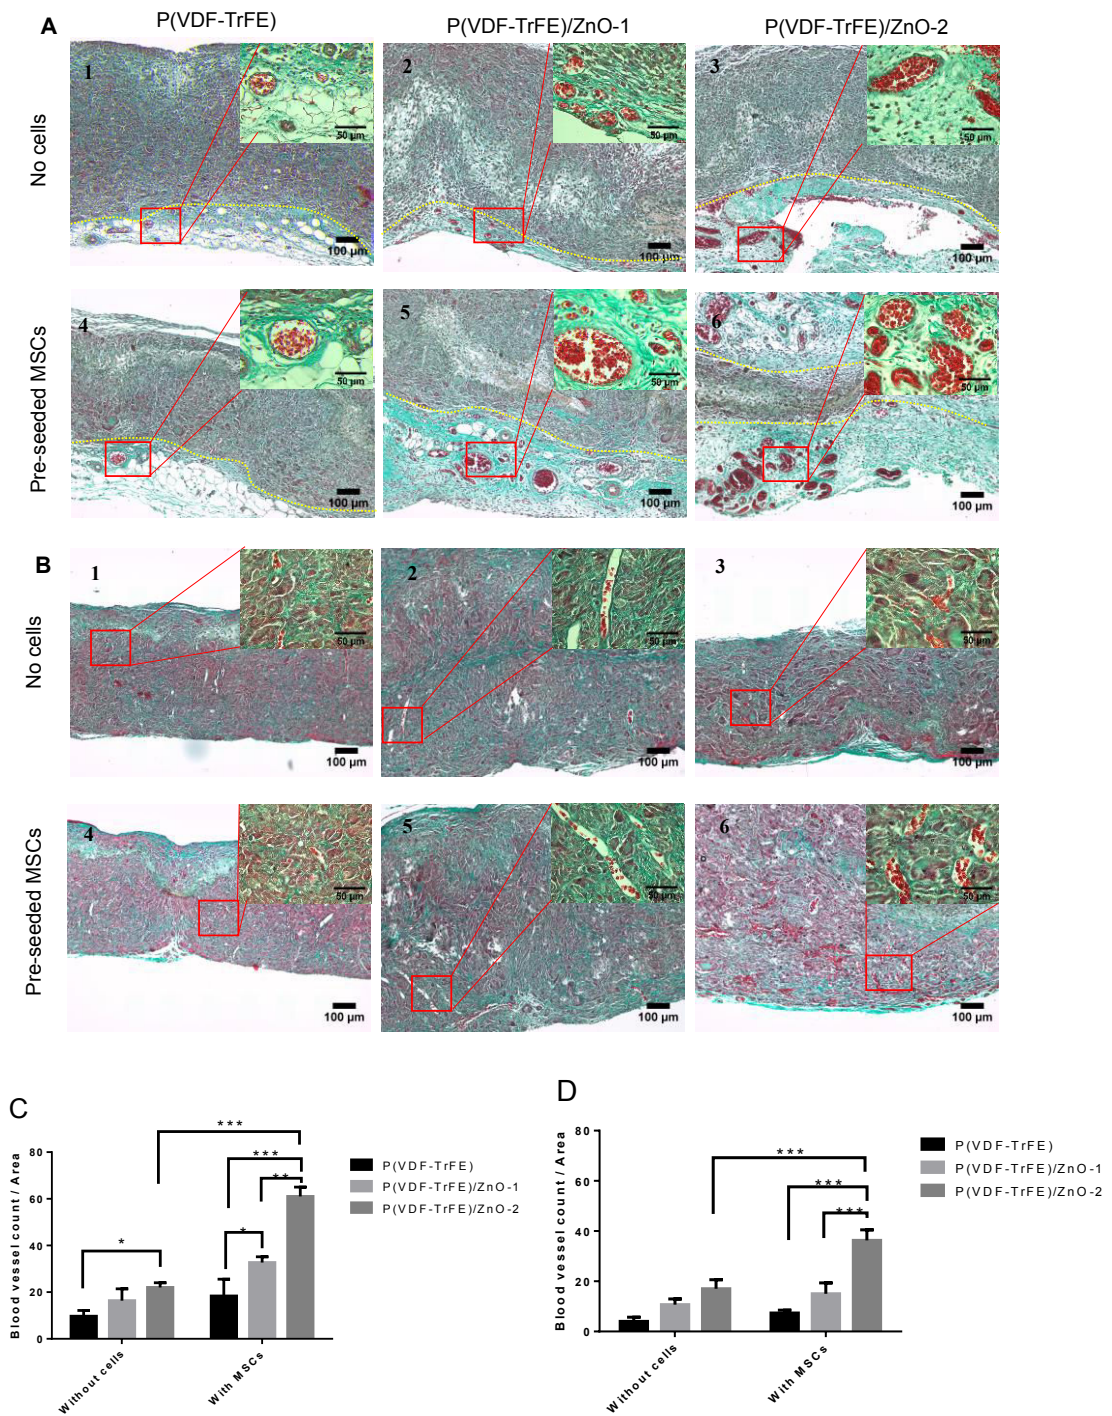 A
P(VDF-TrFE)
P(VDF-TrFE)/ZnO-1
P(VDF-TrFE)/ZnO-2
No cells
1
50 µm
100 µm
2
50 µm
100 µm
3
50 µm
100 µm
Pre-seeded MSCs
4
50 µm
100 µm
5
50 µm
100 µm
6
50 µm
100 µm
B
No cells
1
50 µm
100 µm
2
50 µm
100 µm
3
50 µm
100 µm
Pre-seeded MSCs
4
50 µm
100 µm
5
50 µm
100 µm
6
50 µm
100 µm
C
Blood vessel count / Area
80
60
40
20
0
*
*
***
***
**
Without cells
With MSCs
P(VDF-TrFE)
P(VDF-TrFE)/ZnO-1
P(VDF-TrFE)/ZnO-2
D
Blood vessel count / Area
80
60
40
20
0
***
***
***
Without cells
With MSCs
P(VDF-TrFE)
P(VDF-TrFE)/ZnO-1
P(VDF-TrFE)/ZnO-2